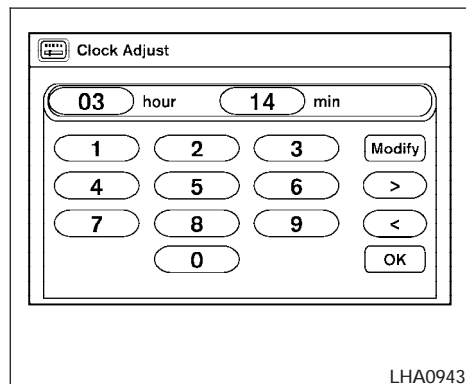 Clock Adjust
03 hour 14 min
1 2 3 Modify
4 5 6 >
7 8 9 <
0 OK
LHA0943